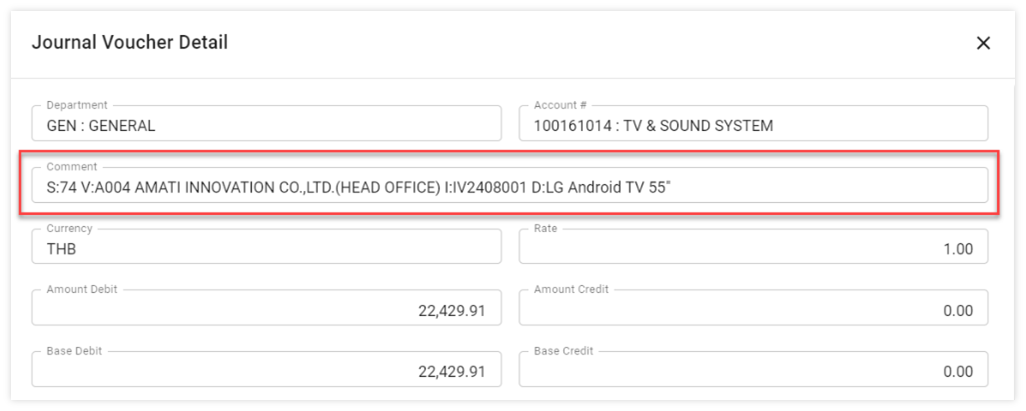 Journal Voucher Detail
Department
GEN : GENERAL
Account #
100161014 : TV & SOUND SYSTEM
Comment
S:74 V:A004 AMATI INNOVATION CO.,LTD.(HEAD OFFICE) I:IV2408001 D:LG Android TV 55"
Currency
THB
Rate
1.00
Amount Debit
22,429.91
Amount Credit
0.00
Base Debit
22,429.91
Base Credit
0.00